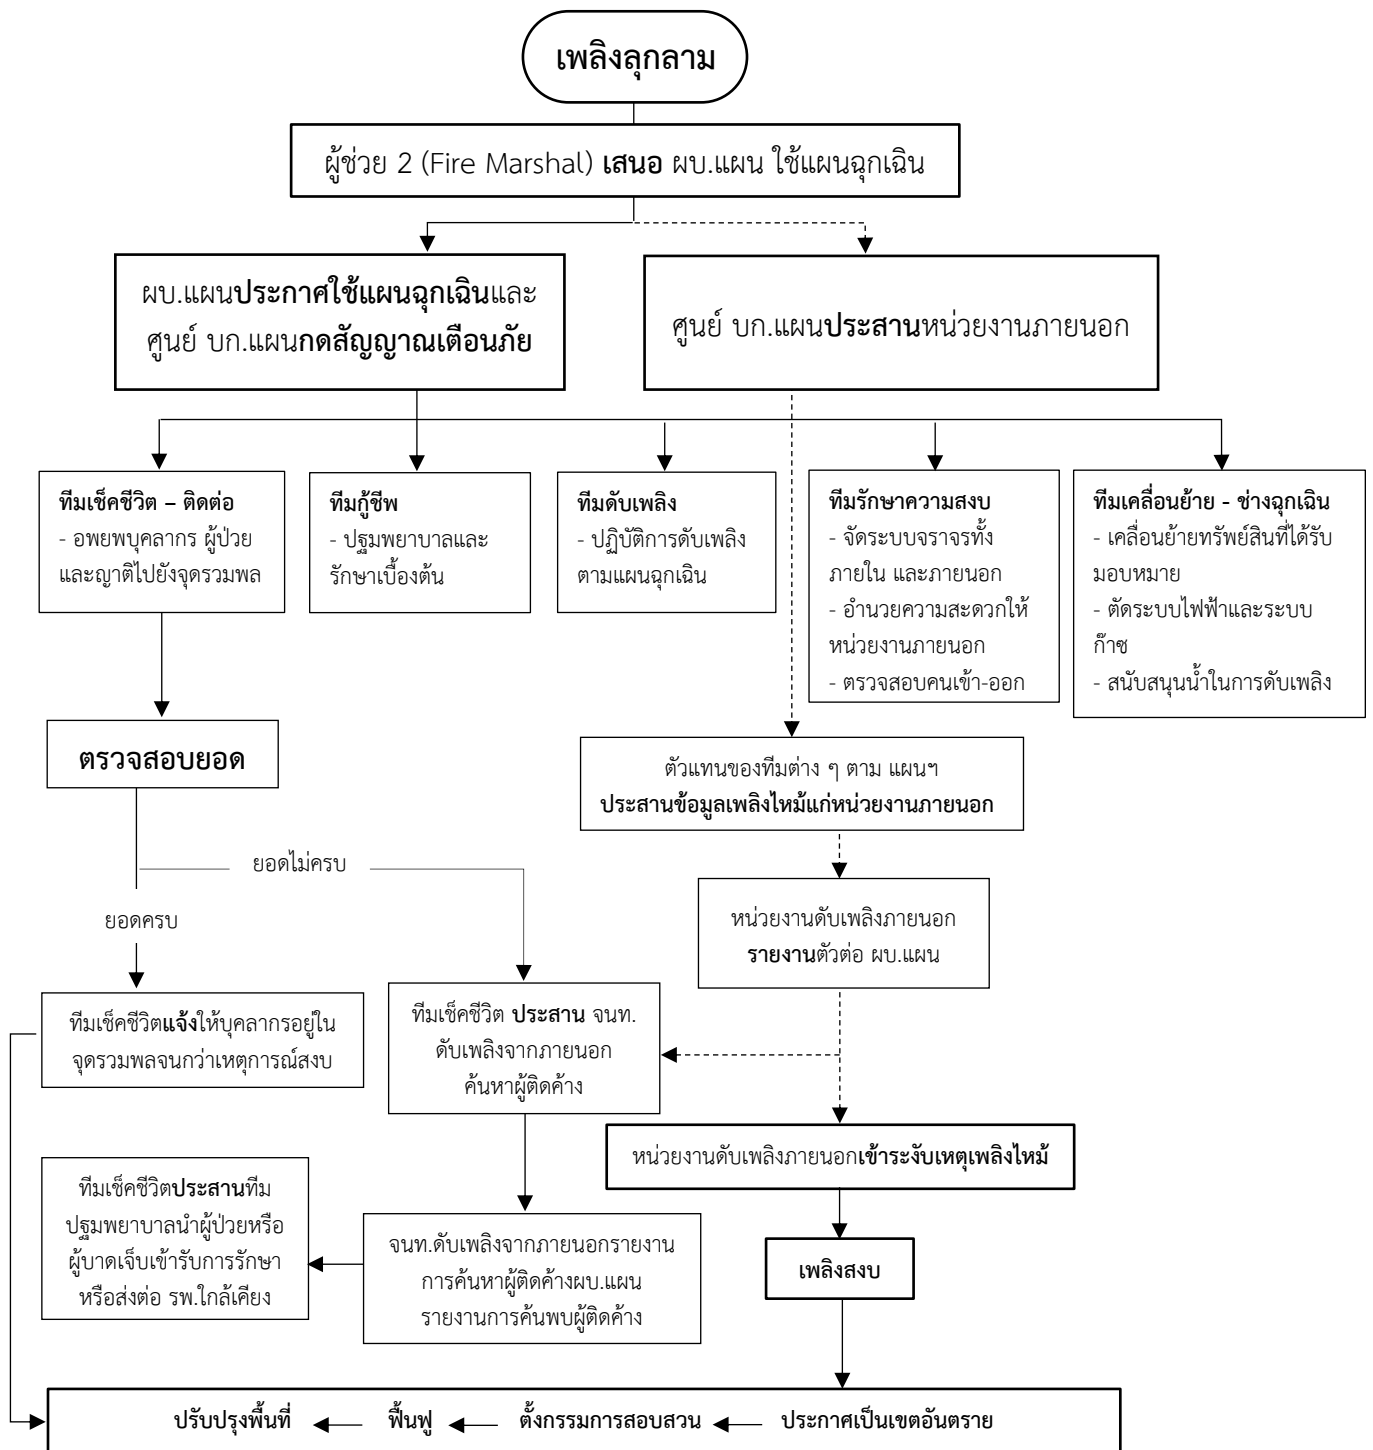 เพลิงลุกลาม
ผู้ช่วย 2 (Fire Marshal) เสนอ ผบ.แผน ใช้แผนฉุกเฉิน
ผบ.แผนประกาศใช้แผนฉุกเฉินและ
ศูนย์ บก.แผนกดสัญญาณเตือนภัย
ศูนย์ บก.แผนประสานหน่วยงานภายนอก
ทีมเช็คชีวิต – ติดต่อ
- อพยพบุคลากร ผู้ป่วย
และญาติไปยังจุดรวมพล
ทีมกู้ชีพ
- ปฐมพยาบาลและ
รักษาเบื้องต้น
ทีมดับเพลิง
- ปฏิบัติการดับเพลิง
ตามแผนฉุกเฉิน
ทีมรักษาความสงบ
- จัดระบบจราจรทั้ง
ภายใน และภายนอก
- อำนวยความสะดวกให้
หน่วยงานภายนอก
- ตรวจสอบคนเข้า-ออก
ทีมเคลื่อนย้าย - ช่างฉุกเฉิน
- เคลื่อนย้ายทรัพย์สินที่ได้รับ
มอบหมาย
- ตัดระบบไฟฟ้าและระบบ
ก๊าซ
- สนับสนุนน้ำในการดับเพลิง
ตรวจสอบยอด
ตัวแทนของทีมต่าง ๆ ตาม แผนฯ
ประสานข้อมูลเพลิงไหม้แก่หน่วยงานภายนอก
ยอดไม่ครบ
ยอดครบ
หน่วยงานดับเพลิงภายนอก
รายงานตัวต่อ ผบ.แผน
ทีมเช็คชีวิตแจ้งให้บุคลากรอยู่ใน
จุดรวมพลจนกว่าเหตุการณ์สงบ
ทีมเช็คชีวิต ประสาน จนท.
ดับเพลิงจากภายนอก
ค้นหาผู้ติดค้าง
หน่วยงานดับเพลิงภายนอกเข้าระงับเหตุเพลิงไหม้
ทีมเช็คชีวิตประสานทีม
ปฐมพยาบาลนำผู้ป่วยหรือ
ผู้บาดเจ็บเข้ารับการรักษา
หรือส่งต่อ รพ.ใกล้เคียง
จนท.ดับเพลิงจากภายนอกรายงาน
การค้นหาผู้ติดค้างผบ.แผน
รายงานการค้นพบผู้ติดค้าง
เพลิงสงบ
ปรับปรุงพื้นที่ ฟื้นฟู ตั้งกรรมการสอบสวน ประกาศเป็นเขตอันตราย